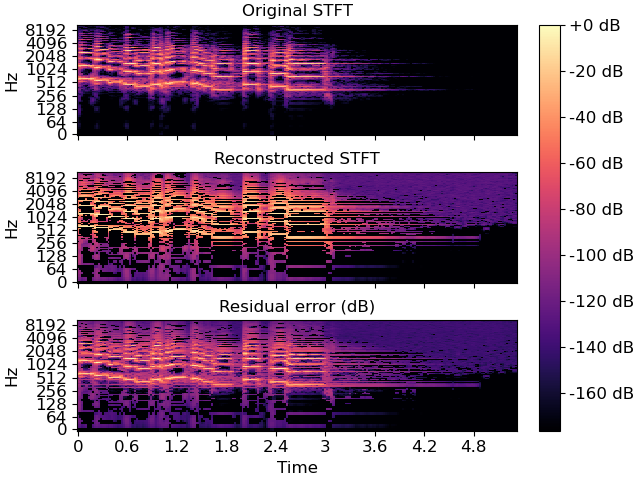 Original STFT
8192
4096
2048
1024
512
256
128
64
0
Hz
Reconstructed STFT
8192
4096
2048
1024
512
256
128
64
0
Hz
Residual error (dB)
8192
4096
2048
1024
512
256
128
64
0
Hz
0 0.6 1.2 1.8 2.4 3 3.6 4.2 4.8
Time
+0 dB
-20 dB
-40 dB
-60 dB
-80 dB
-100 dB
-120 dB
-140 dB
-160 dB